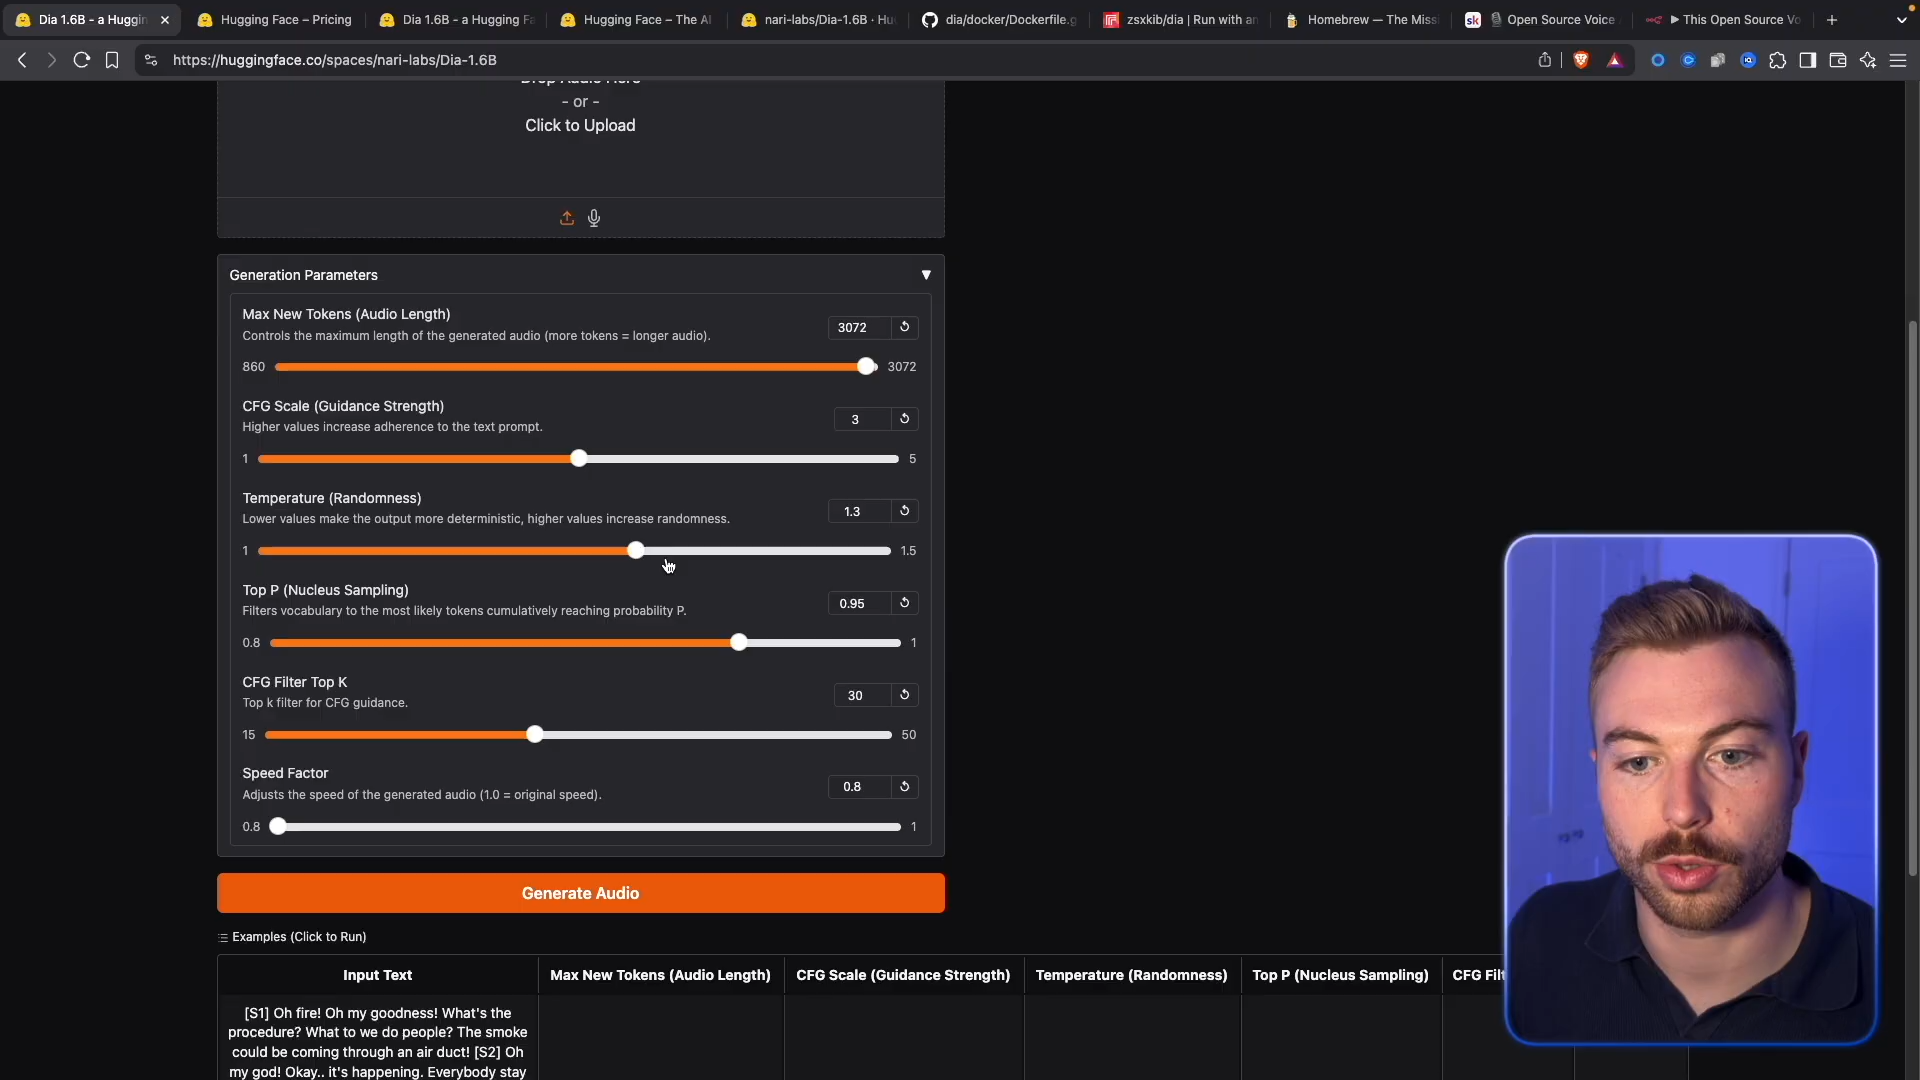 Dia 1.6B - a Huggin
Hugging Face – Pricing
Dia 1.6B - a Hugging Fa
Hugging Face – The AI
nari-labs/Dia-1.6B · Hu
dia/docker/Dockerfile.g
zsxkib/dia | Run with an
Homebrew — The Miss
sk
Open Source Voice
This Open Source Vo
https://huggingface.co/spaces/nari-labs/Dia-1.6B
Drop Audio Here
- or -
Click to Upload
Generation Parameters
Max New Tokens (Audio Length)
Controls the maximum length of the generated audio (more tokens = longer audio).
3072
860
3072
CFG Scale (Guidance Strength)
Higher values increase adherence to the text prompt.
3
1
5
Temperature (Randomness)
Lower values make the output more deterministic, higher values increase randomness.
1.3
1
1.5
Top P (Nucleus Sampling)
Filters vocabulary to the most likely tokens cumulatively reaching probability P.
0.95
0.8
1
CFG Filter Top K
Top k filter for CFG guidance.
30
15
50
Speed Factor
Adjusts the speed of the generated audio (1.0 = original speed).
0.8
0.8
1
Generate Audio
Examples (Click to Run)
Input Text
Max New Tokens (Audio Length)
CFG Scale (Guidance Strength)
Temperature (Randomness)
Top P (Nucleus Sampling)
CFG Filt
[S1] Oh fire! Oh my goodness! What's the
procedure? What to we do people? The smoke
could be coming through an air duct! [S2] Oh
my god! Okay.. it's happening. Everybody stay